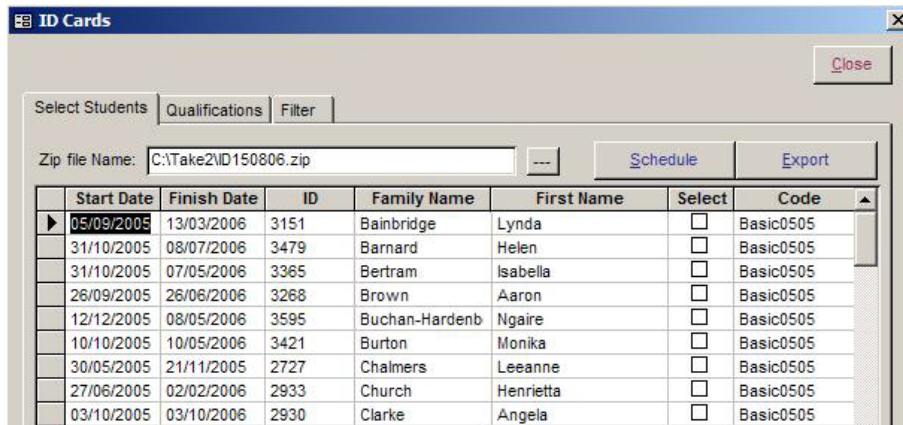 ID Cards
Close
Select Students Qualifications Filter
Zip file Name: C:\Take2\ID150806.zip --- Schedule Export
Start Date Finish Date ID Family Name First Name Select Code
05/09/2005 13/03/2006 3151 Bainbridge Lynda Basic0505
31/10/2005 08/07/2006 3479 Barnard Helen Basic0505
31/10/2005 07/05/2006 3365 Bertram Isabella Basic0505
26/09/2005 26/06/2006 3268 Brown Aaron Basic0505
12/12/2005 08/05/2006 3595 Buchan-Hardenb Ngaire Basic0505
10/10/2005 10/05/2006 3421 Burton Monika Basic0505
30/05/2005 21/11/2005 2727 Chalmers Leeanne Basic0505
27/06/2005 02/02/2006 2933 Church Henrietta Basic0505
03/10/2005 03/10/2006 2930 Clarke Angela Basic0505